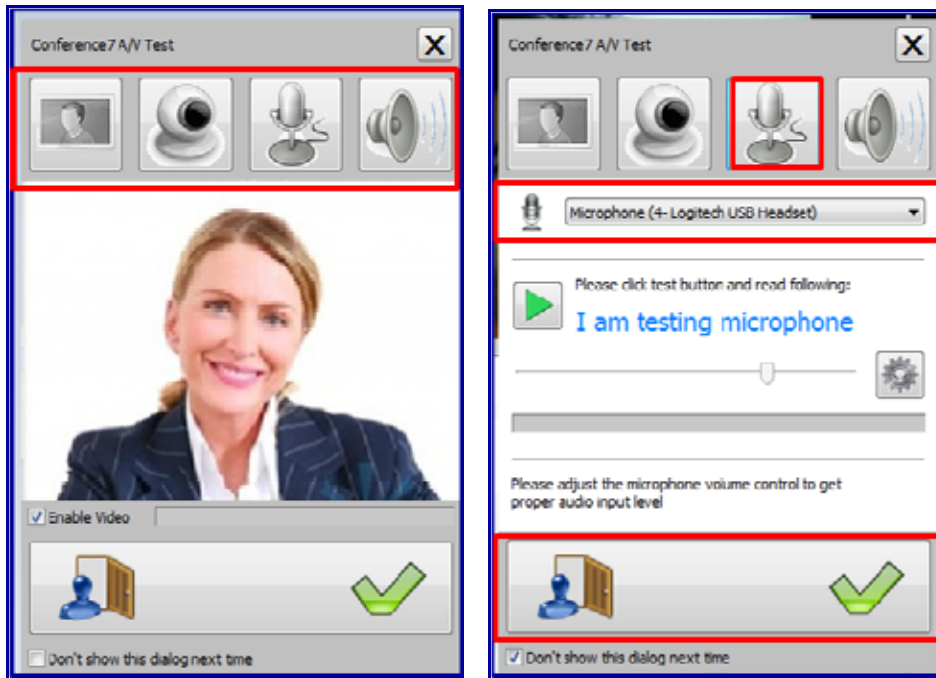 Conference7 A/V Test
X
Enable Video
Don't show this dialog next time
Conference7 A/V Test
X
Microphone (4- Logitech USB Headset)
Please click test button and read following:
I am testing microphone
Please adjust the microphone volume control to get
proper audio input level
Don't show this dialog next time